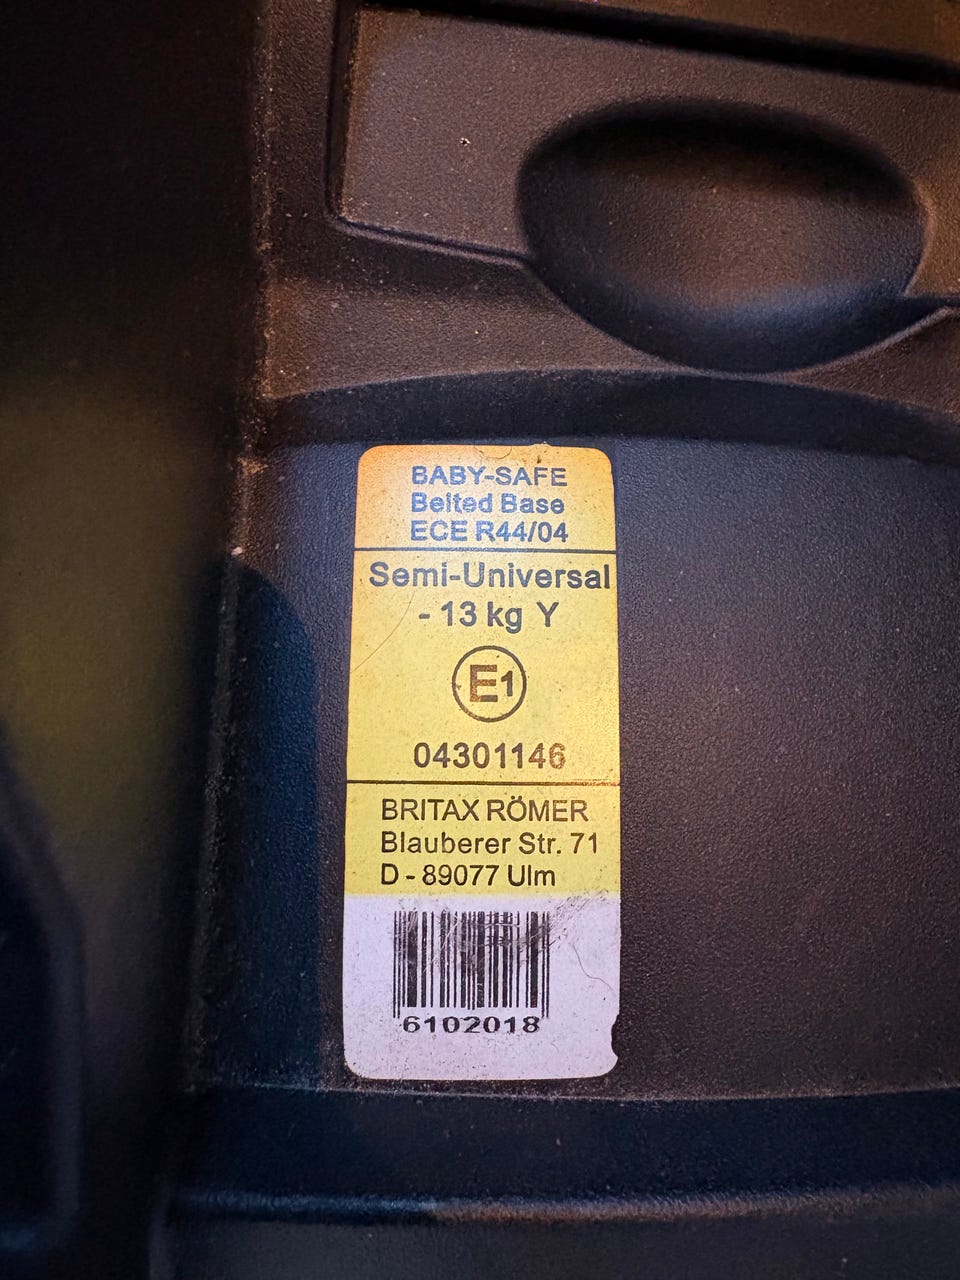 BABY-SAFE
Belted Base
ECE R44/04
Semi-Universal
- 13 kg Y
E1
04301146
BRITAX RÖMER
Blauberer Str. 71
D - 89077 Ulm
6102018